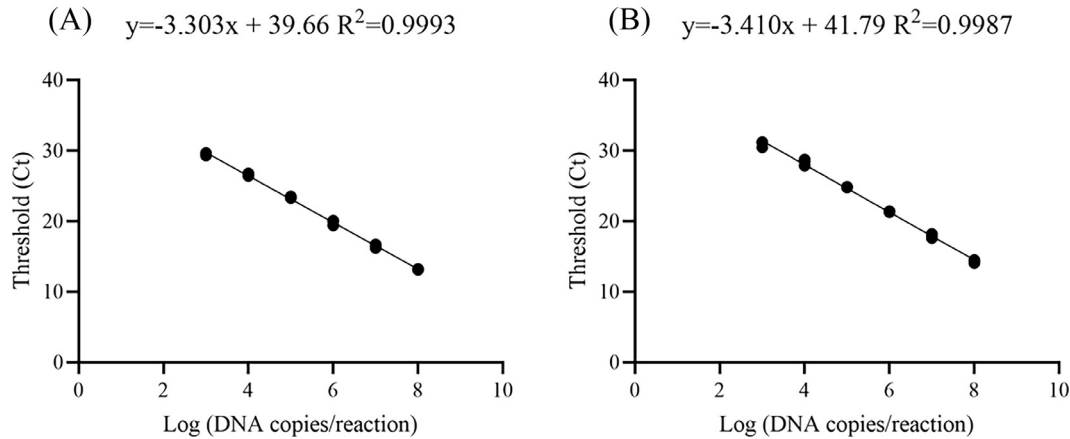 (A) y=-3.303x + 39.66 R²=0.9993
40
30
20
10
0
Threshold (Ct)
0 2 4 6 8 10
Log (DNA copies/reaction)
(B) y=-3.410x + 41.79 R²=0.9987
40
30
20
10
0
Threshold (Ct)
0 2 4 6 8 10
Log (DNA copies/reaction)